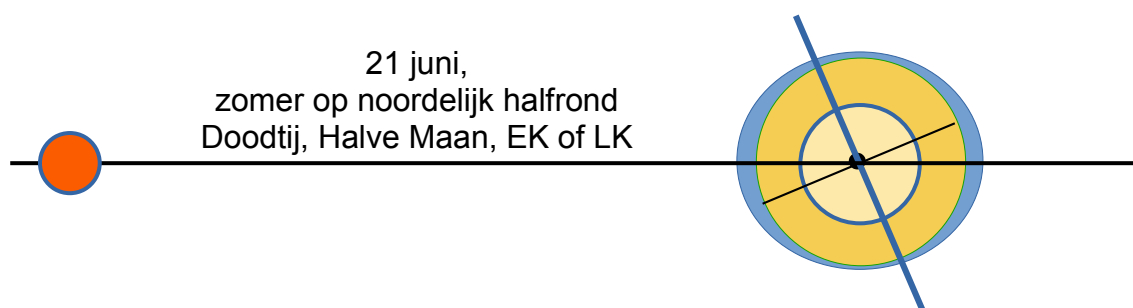 21 juni,
zomer op noordelijk halfrond
Doodtij, Halve Maan, EK of LK